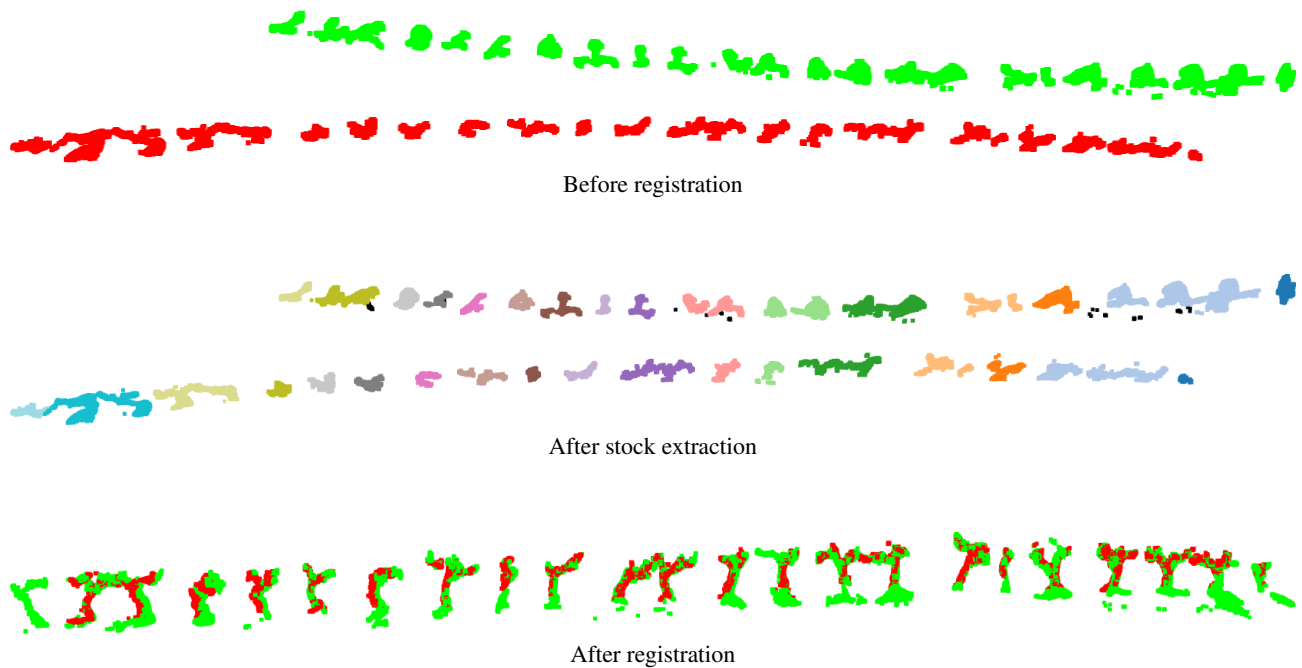 Before registration
After stock extraction
After registration